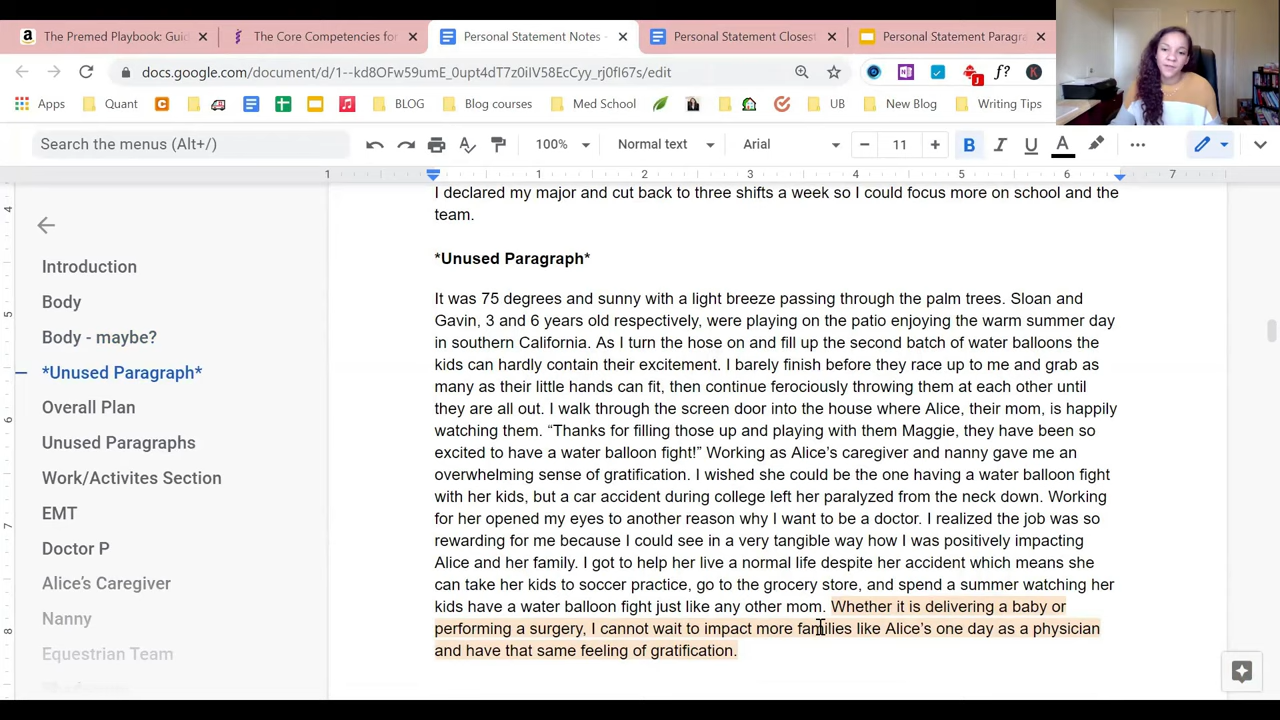 The Premed Playbook: Gui
The Core Competencies for
Personal Statement Notes -
Personal Statement Closest
Personal Statement Paragra
docs.google.com/document/d/1--kd8OFw59umE_0upt4dT7z0iIV58EcCyy_rj0fI67s/edit
Apps
Quant
BLOG
Blog courses
Med School
UB
New Blog
Writing Tips
Search the menus (Alt+/)
100%
Normal text
Arial
11
1 1 2 3 4 5 6 7
I declared my major and cut back to three shifts a week so I could focus more on school and the
team.
*Unused Paragraph*
It was 75 degrees and sunny with a light breeze passing through the palm trees. Sloan and
Gavin, 3 and 6 years old respectively, were playing on the patio enjoying the warm summer day
in southern California. As I turn the hose on and fill up the second batch of water balloons the
kids can hardly contain their excitement. I barely finish before they race up to me and grab as
many as their little hands can fit, then continue ferociously throwing them at each other until
they are all out. I walk through the screen door into the house where Alice, their mom, is happily
watching them. “Thanks for filling those up and playing with them Maggie, they have been so
excited to have a water balloon fight!” Working as Alice’s caregiver and nanny gave me an
overwhelming sense of gratification. I wished she could be the one having a water balloon fight
with her kids, but a car accident during college left her paralyzed from the neck down. Working
for her opened my eyes to another reason why I want to be a doctor. I realized the job was so
rewarding for me because I could see in a very tangible way how I was positively impacting
Alice and her family. I got to help her live a normal life despite her accident which means she
can take her kids to soccer practice, go to the grocery store, and spend a summer watching her
kids have a water balloon fight just like any other mom. Whether it is delivering a baby or
performing a surgery, I cannot wait to impact more families like Alice’s one day as a physician
and have that same feeling of gratification.
Introduction
Body
Body - maybe?
*Unused Paragraph*
Overall Plan
Unused Paragraphs
Work/Activites Section
EMT
Doctor P
Alice’s Caregiver
Nanny
Equestrian Team
4
5
6
7
8